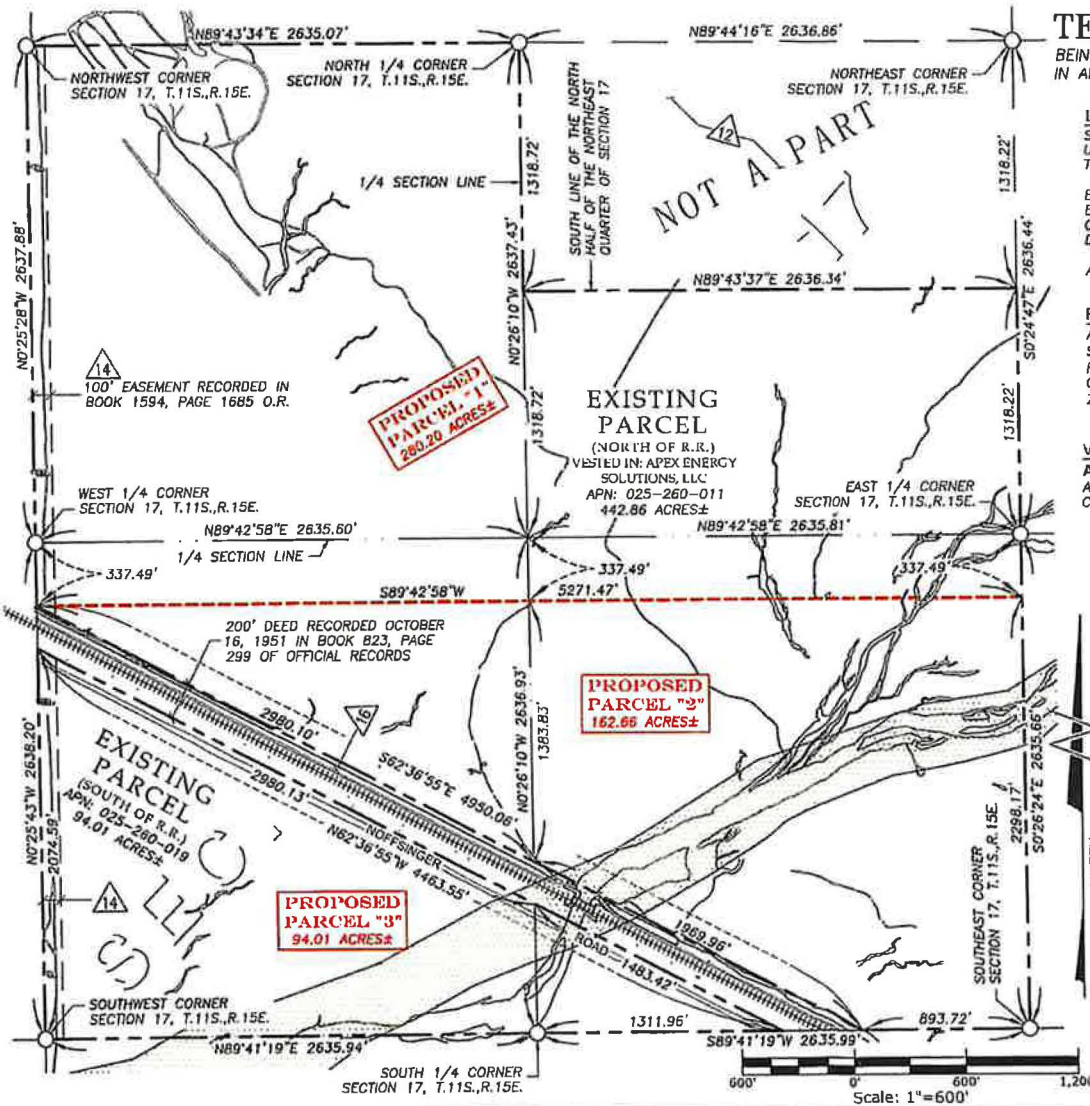 N89°43'34"E 2635.07'
N89°44'16"E 2636.86'
TE
BEIN
IN A
NORTHWEST CORNER
SECTION 17, T.11S.,R.15E.
NORTH 1/4 CORNER
SECTION 17, T.11S.,R.15E.
NORTHEAST CORNER
SECTION 17, T.11S.,R.15E.
1/4 SECTION LINE
1318.72'
SOUTH LINE OF THE NORTH
HALF OF THE NORTHEAST
QUARTER OF SECTION 17
12
NOT A PART
17
1318.22'
N0°25'28"W 2637.88'
N0°26'10"W 2637.43'
N89°43'37"E 2636.34'
S0°24'47"E 2636.44'
14
100' EASEMENT RECORDED IN
BOOK 1594, PAGE 1685 O.R.
PROPOSED
PARCEL "1"
280.20 ACRES±
1318.72'
EXISTING
PARCEL
(NORTH OF R.R.)
VESTED IN: APEX ENERGY
SOLUTIONS, LLC
APN: 025-260-011
442.86 ACRES±
1318.22'
WEST 1/4 CORNER
SECTION 17, T.11S.,R.15E.
EAST 1/4 CORNER
SECTION 17, T.11S.,R.15E.
N89°42'58"E 2635.60'
N89°42'58"E 2635.81'
1/4 SECTION LINE
337.49'
337.49'
337.49'
S89°42'58"W 5271.47'
200' DEED RECORDED OCTOBER
16, 1951 IN BOOK 823, PAGE
299 OF OFFICIAL RECORDS
PROPOSED
PARCEL "2"
162.66 ACRES±
2980.10'
16
S62°36'55"E 4950.06'
N0°26'10"W 2636.93'
1383.83'
EXISTING
PARCEL
(SOUTH OF R.R.)
APN: 025-260-019
94.01 ACRES±
2980.13'
NOFFSINGER
N62°36'55"W 4463.55'
N0°25'43"W 2638.20'
2074.59'
14
2298.17'
S0°26'24"E 2635.66'
PROPOSED
PARCEL "3"
94.01 ACRES±
1969.96'
ROAD
1483.42'
SOUTHEAST CORNER
SECTION 17, T.11S.,R.15E.
SOUTHWEST CORNER
SECTION 17, T.11S.,R.15E.
N89°41'19"E 2635.94'
1311.96'
893.72'
S89°41'19"W 2635.99'
SOUTH 1/4 CORNER
SECTION 17, T.11S.,R.15E.
600' 0' 600' 1,200
Scale: 1"=600'